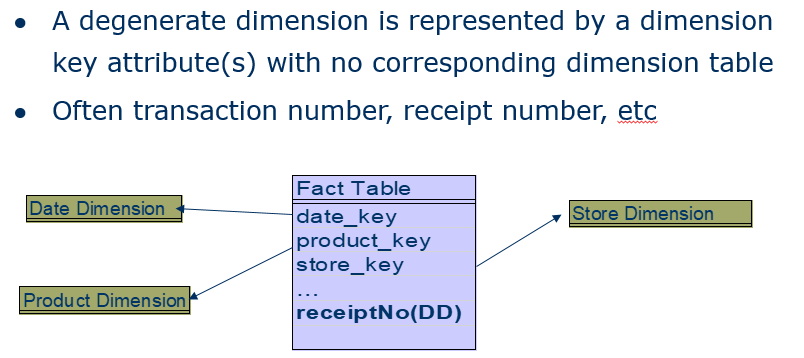 • A degenerate dimension is represented by a dimension
key attribute(s) with no corresponding dimension table
• Often transaction number, receipt number, etc
Fact Table
Date Dimension
date_key
Store Dimension
product_key
store_key
Product Dimension
...
receiptNo(DD)